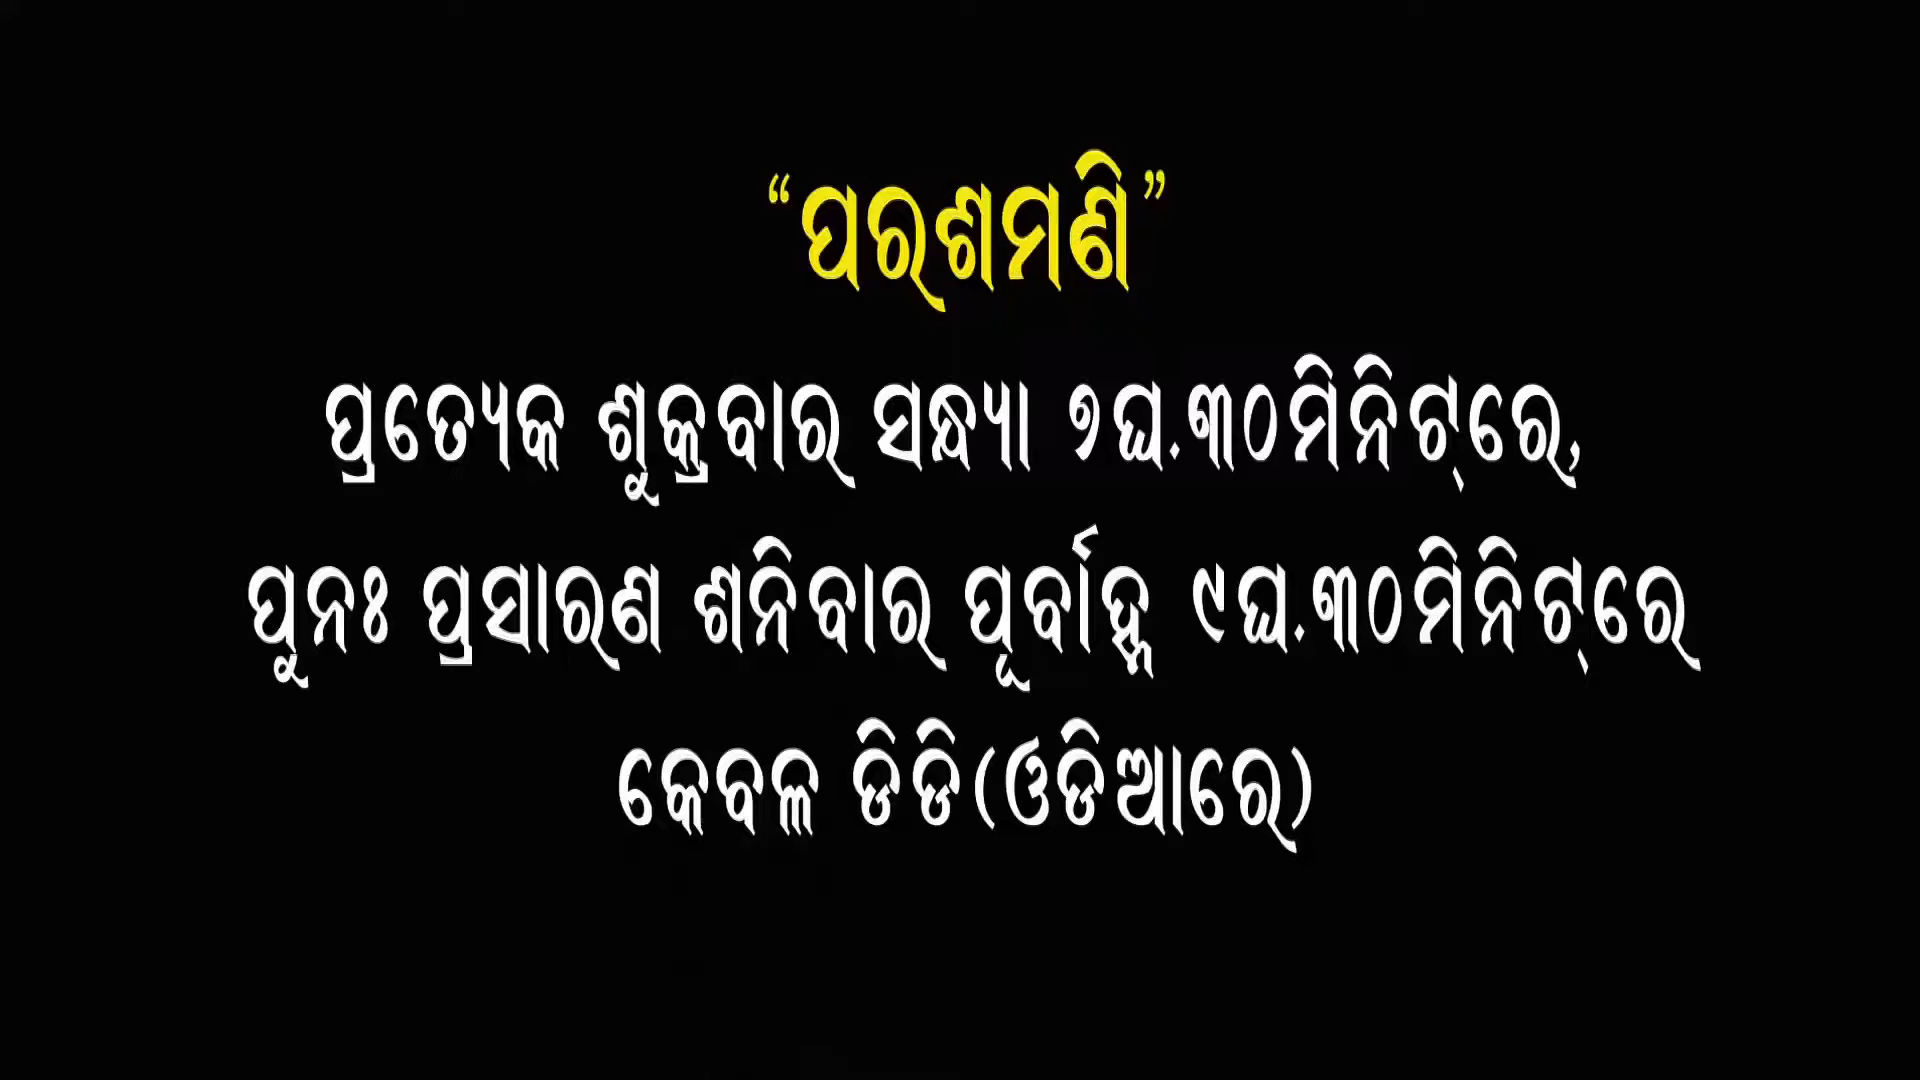 “ପରଶମଣି”
ପ୍ରତ୍ୟେକ ଶୁକ୍ରବାର ସନ୍ଧ୍ୟା ୭ଘ.୩୦ମିନିଟ୍‌ରେ,
ପୁନଃ ପ୍ରସାରଣ ଶନିବାର ପୂର୍ବାହ୍ନ ୯ଘ.୩୦ମିନିଟ୍‌ରେ
କେବଳ ଡିଡି(ଓଡିଆରେ)